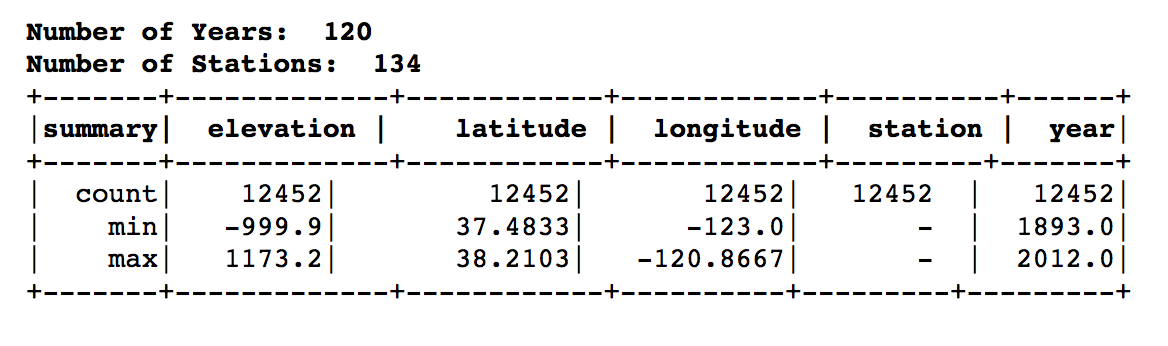 Number of Years:  120
Number of Stations:  134
+-------+-------------+------------+------------+----------+------+
|summary|  elevation |    latitude |  longitude |  station |  year|
+-------+-------------+------------+------------+---------+-------+
|  count|    12452|         12452|       12452|  12452  |  12452|
|    min|   -999.9|       37.4833|      -123.0|      -  | 1893.0|
|    max|   1173.2|       38.2103|   -120.8667|      -  | 2012.0|
+-------+-------------+------------+----------+---------+---------+